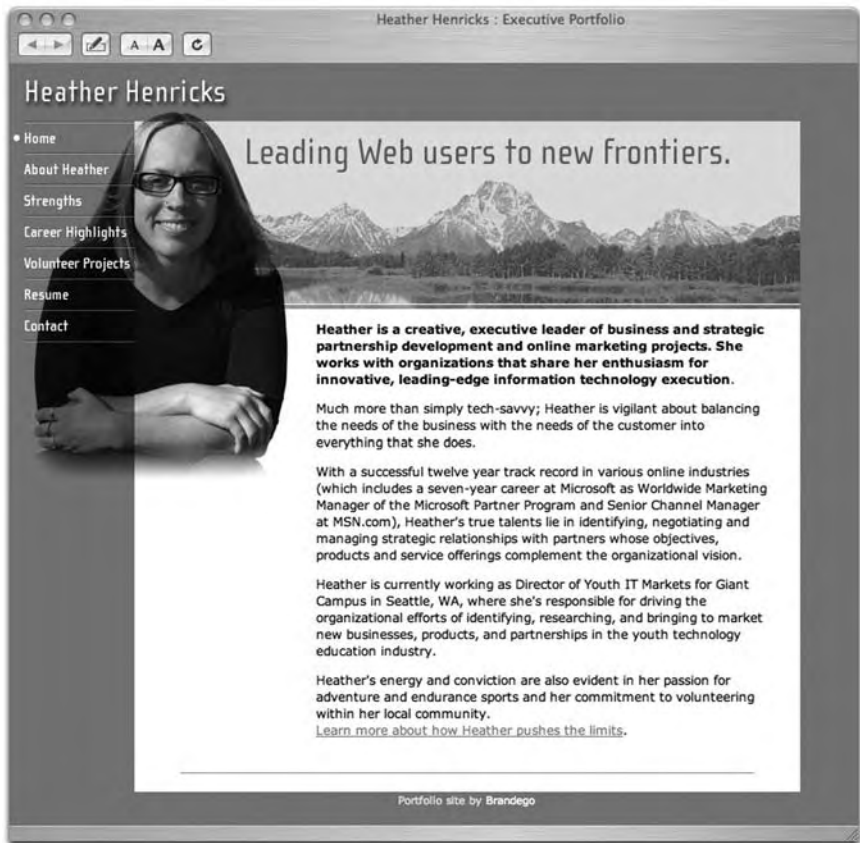 Heather Henricks : Executive Portfolio
A A
Heather Henricks
Home
About Heather
Strengths
Career Highlights
Volunteer Projects
Resume
Contact
Leading Web users to new frontiers.
Heather is a creative, executive leader of business and strategic
partnership development and online marketing projects. She
works with organizations that share her enthusiasm for
innovative, leading-edge information technology execution.
Much more than simply tech-savvy; Heather is vigilant about balancing
the needs of the business with the needs of the customer into
everything that she does.
With a successful twelve year track record in various online industries
(which includes a seven-year career at Microsoft as Worldwide Marketing
Manager of the Microsoft Partner Program and Senior Channel Manager
at MSN.com), Heather's true talents lie in identifying, negotiating and
managing strategic relationships with partners whose objectives,
products and service offerings complement the organizational vision.
Heather is currently working as Director of Youth IT Markets for Giant
Campus in Seattle, WA, where she's responsible for driving the
organizational efforts of identifying, researching, and bringing to market
new businesses, products, and partnerships in the youth technology
education industry.
Heather's energy and conviction are also evident in her passion for
adventure and endurance sports and her commitment to volunteering
within her local community.
Learn more about how Heather pushes the limits.
Portfolio site by Brandego